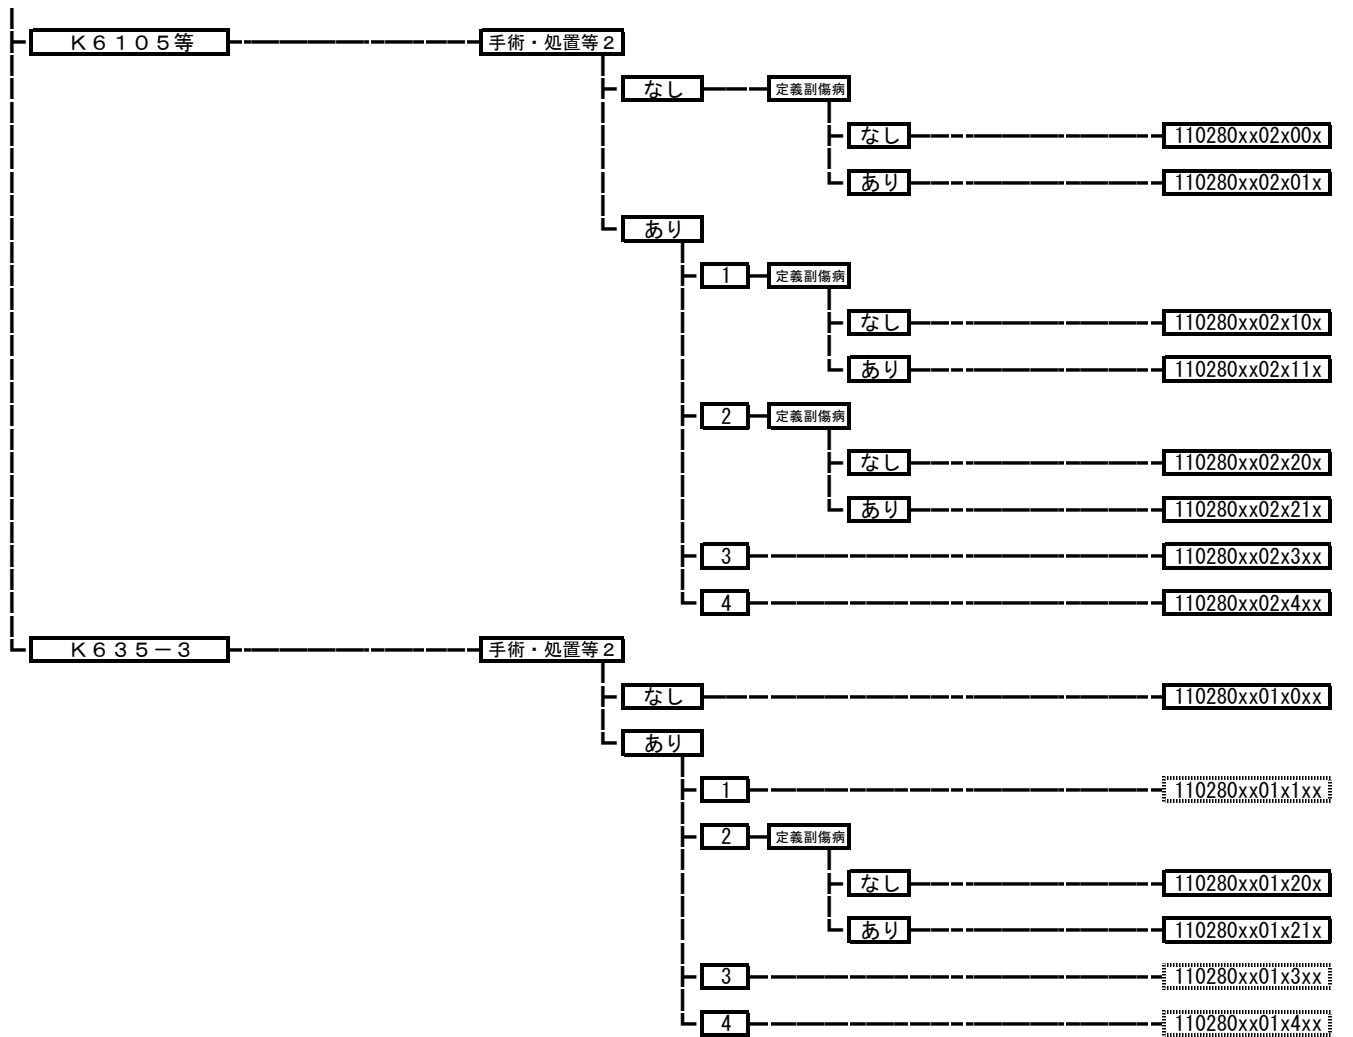 Ｋ６１０５等 手術・処置等２
なし 定義副傷病
なし 110280xx02x00x
あり 110280xx02x01x
あり
1 定義副傷病
なし 110280xx02x10x
あり 110280xx02x11x
2 定義副傷病
なし 110280xx02x20x
あり 110280xx02x21x
3 110280xx02x3xx
4 110280xx02x4xx
Ｋ６３５－３ 手術・処置等２
なし 110280xx01x0xx
あり
1 110280xx01x1xx
2 定義副傷病
なし 110280xx01x20x
あり 110280xx01x21x
3 110280xx01x3xx
4 110280xx01x4xx